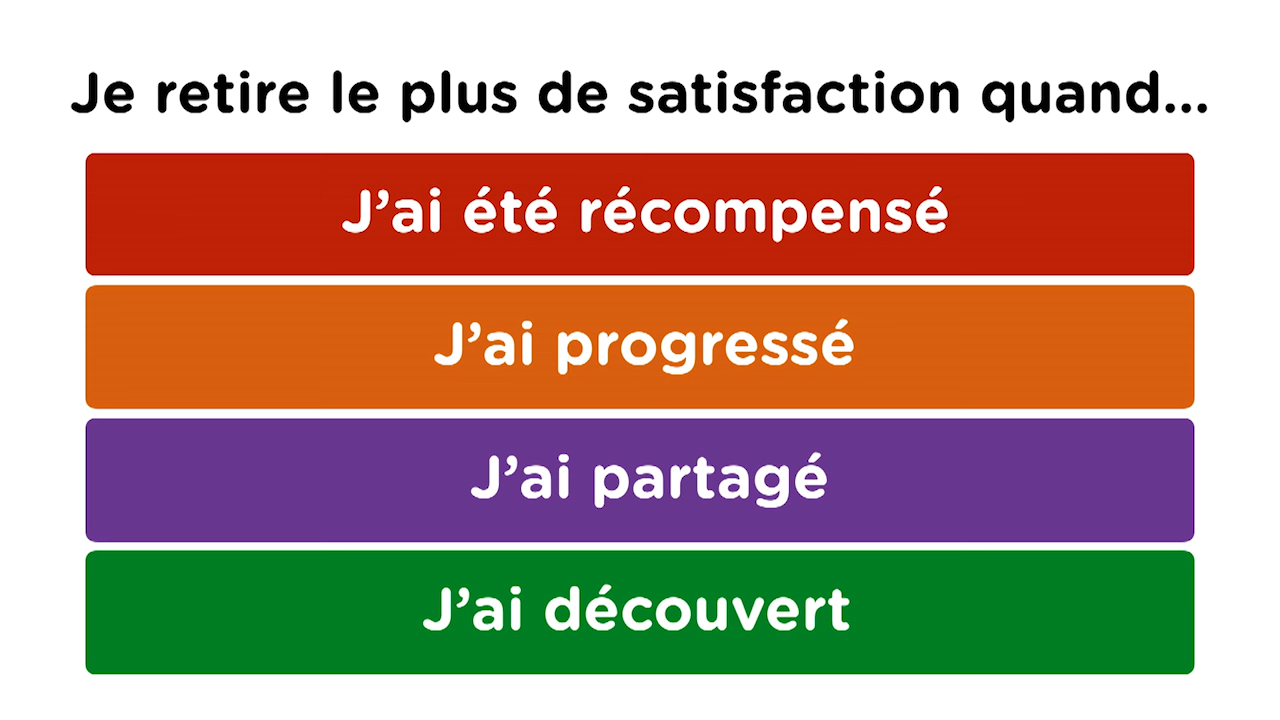 Je retire le plus de satisfaction quand...
J’ai été récompensé
J’ai progressé
J’ai partagé
J’ai découvert